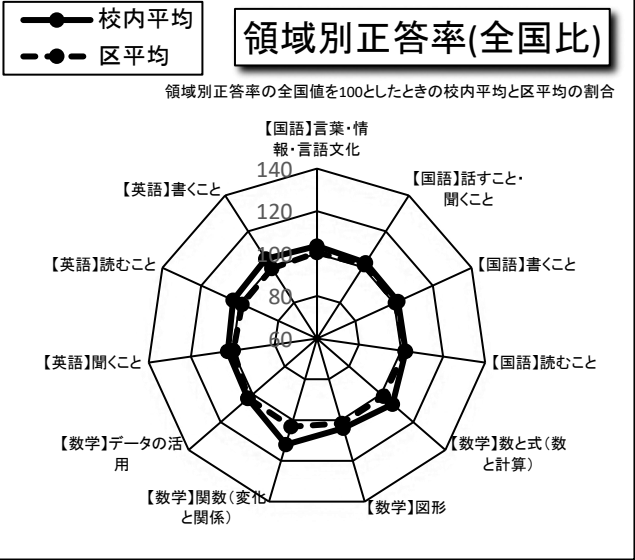 校内平均
区平均
領域別正答率(全国比)
領域別正答率の全国値を100としたときの校内平均と区平均の割合
【国語】言葉・情
報・言語文化
【国語】話すこと・
聞くこと
【国語】書くこと
【国語】読むこと
【数学】数と式(数
と計算)
【数学】図形
【数学】関数(変化
と関係)
【数学】データの活
用
【英語】聞くこと
【英語】読むこと
【英語】書くこと
140
120
100
80
60